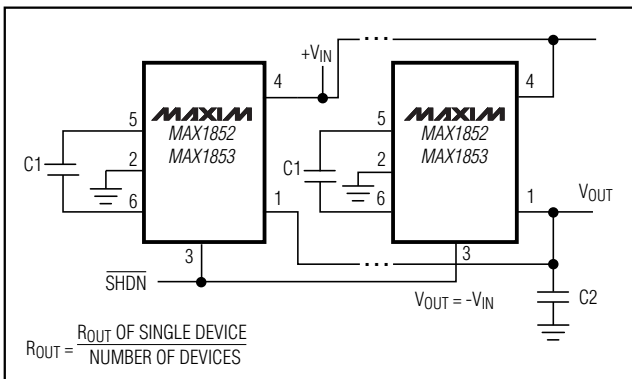 +VIN
4
4
MAXIM
MAX1852
MAX1853
MAXIM
MAX1852
MAX1853
5
5
C1
2
C1
2
6
1
6
1
VOUT
3
3
SHDN
VOUT = -VIN
C2
ROUT = ROUT OF SINGLE DEVICE
NUMBER OF DEVICES